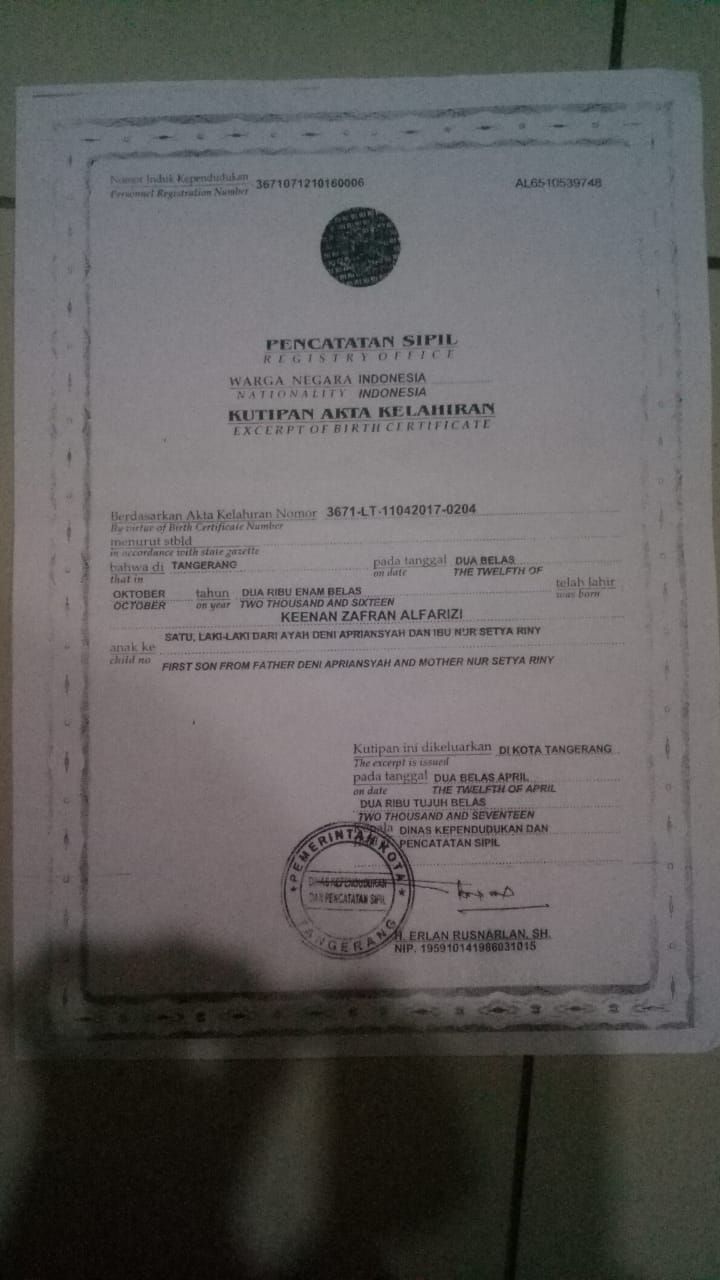 Nomor Induk Kependudukan 3671071210160006 AL6510539748
Personnel Registration Number
PENCATATAN SIPIL
REGISTRY OFFICE
WARGA NEGARA INDONESIA
NATIONALITY INDONESIA
KUTIPAN AKTA KELAHIRAN
EXCERPT OF BIRTH CERTIFICATE
Berdasarkan Akta Kelahiran Nomor 3671-LT-11042017-0204
By virtue of Birth Certificate Number
menurut stbld
in accordance with state gazette
bahwa di TANGERANG pada tanggal DUA BELAS
that in on date THE TWELFTH OF
OKTOBER tahun DUA RIBU ENAM BELAS telah lahir
OCTOBER on year TWO THOUSAND AND SIXTEEN was born
KEENAN ZAFRAN ALFARIZI
anak ke SATU, LAKI-LAKI DARI AYAH DENI APRIANSYAH DAN IBU NUR SETYA RINY
child no FIRST SON FROM FATHER DENI APRIANSYAH AND MOTHER NUR SETYA RINY
Kutipan ini dikeluarkan DI KOTA TANGERANG
The excerpt is issued
pada tanggal DUA BELAS APRIL
on date THE TWELFTH OF APRIL
DUA RIBU TUJUH BELAS
TWO THOUSAND AND SEVENTEEN
Kepala DINAS KEPENDUDUKAN DAN
PENCATATAN SIPIL
PEMERINTAH KOTA
DINAS KEPENDUDUKAN
DAN PENCATATAN SIPIL
TANGERANG
H. ERLAN RUSNARLAN, SH.
NIP. 195910141986031015